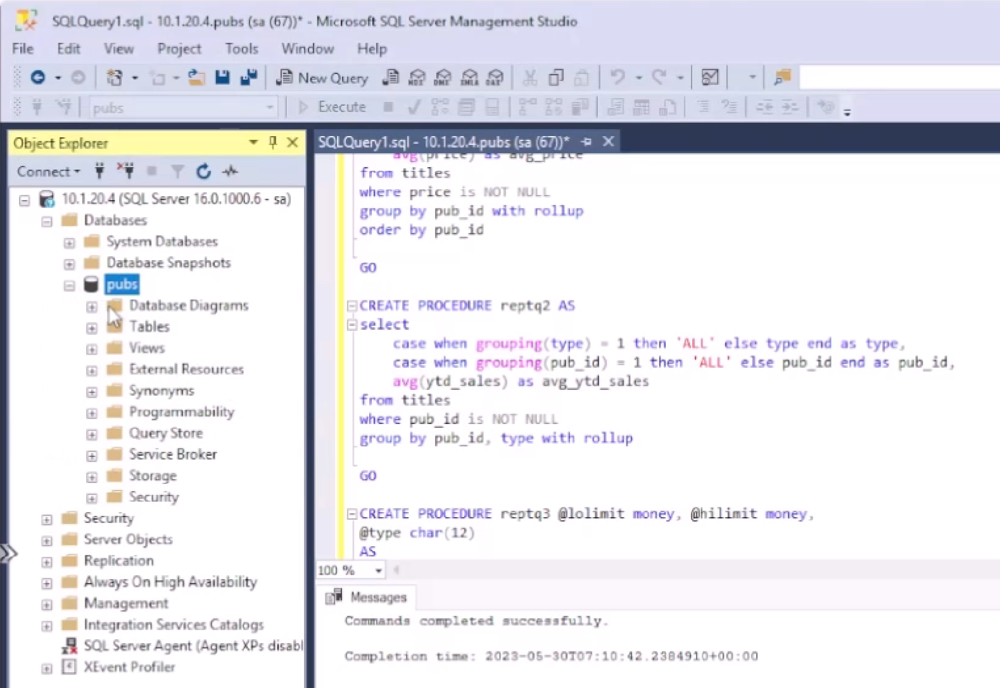 SQLQuery1.sql - 10.1.20.4.pubs (sa (67))* - Microsoft SQL Server Management Studio
File Edit View Project Tools Window Help
New Query
pubs Execute
Object Explorer
Connect
10.1.20.4 (SQL Server 16.0.1000.6 - sa)
Databases
System Databases
Database Snapshots
pubs
Database Diagrams
Tables
Views
External Resources
Synonyms
Programmability
Query Store
Service Broker
Storage
Security
Security
Server Objects
Replication
Always On High Availability
Management
Integration Services Catalogs
SQL Server Agent (Agent XPs disabl
XEvent Profiler
SQLQuery1.sql - 10.1.20.4.pubs (sa (67))*
avg(price) as avg_price
from titles
where price is NOT NULL
group by pub_id with rollup
order by pub_id
GO
CREATE PROCEDURE reptq2 AS
select
case when grouping(type) = 1 then 'ALL' else type end as type,
case when grouping(pub_id) = 1 then 'ALL' else pub_id end as pub_id,
avg(ytd_sales) as avg_ytd_sales
from titles
where pub_id is NOT NULL
group by pub_id, type with rollup
GO
CREATE PROCEDURE reptq3 @lolimit money, @hilimit money,
@type char(12)
AS
100 %
Messages
Commands completed successfully.
Completion time: 2023-05-30T07:10:42.2384910+00:00